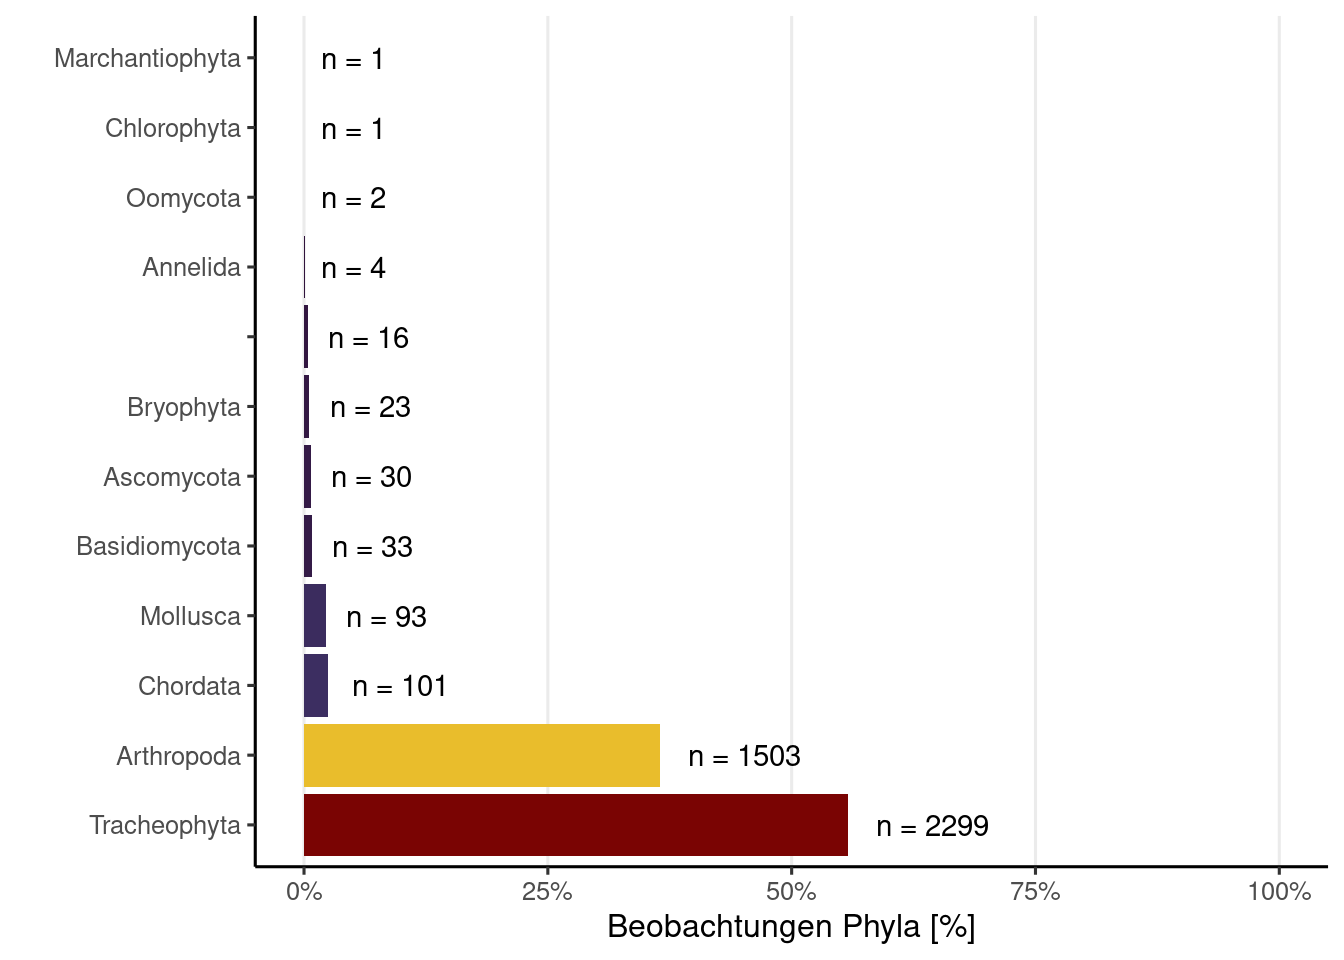 Marchantiophyta n = 1
Chlorophyta n = 1
Oomycota n = 2
Annelida n = 4
n = 16
Bryophyta n = 23
Ascomycota n = 30
Basidiomycota n = 33
Mollusca n = 93
Chordata n = 101
Arthropoda n = 1503
Tracheophyta n = 2299
0% 25% 50% 75% 100%
Beobachtungen Phyla [%]